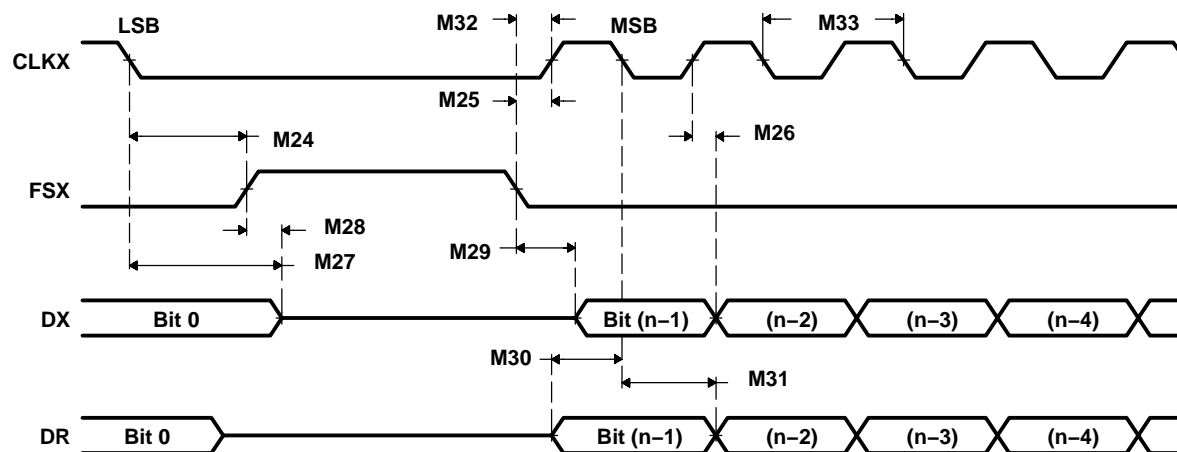 LSB M32 MSB M33
CLKX
M25
M24 M26
FSX
M28
M29
M27
DX Bit 0 Bit (n−1) (n−2) (n−3) (n−4)
M30
M31
DR Bit 0 Bit (n−1) (n−2) (n−3) (n−4)